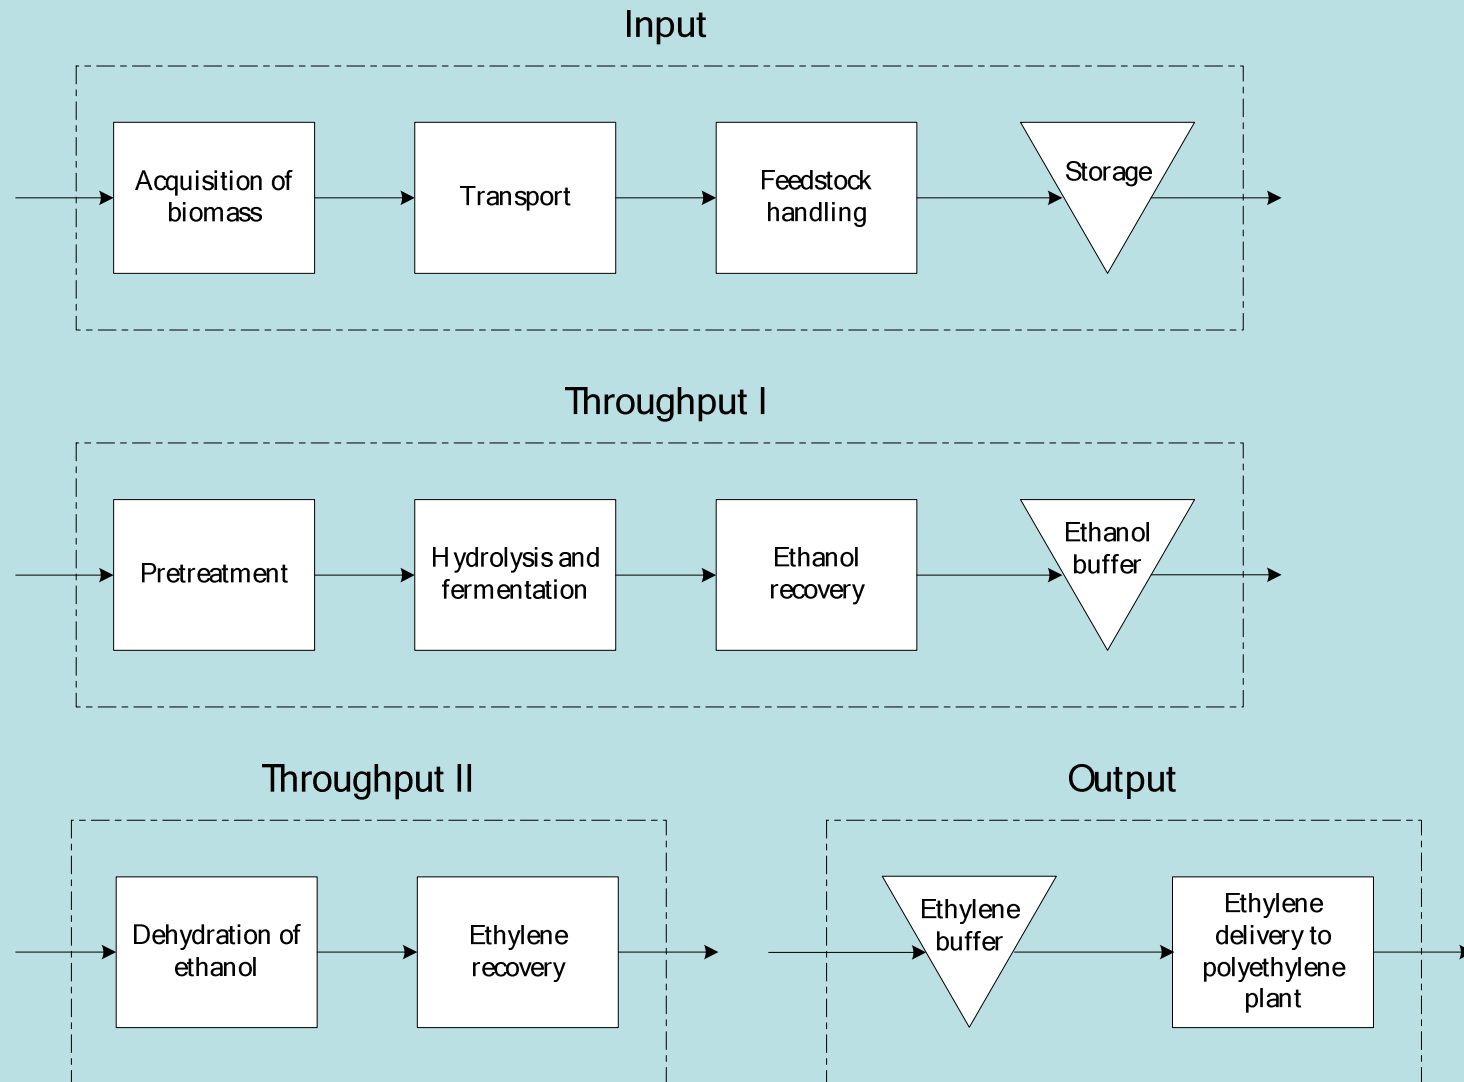 Input
Acquisition of
biomass
Transport
Feedstock
handling
Storage
Throughput I
Pretreatment
Hydrolysis and
fermentation
Ethanol
recovery
Ethanol
buffer
Throughput II
Dehydration of
ethanol
Ethylene
recovery
Output
Ethylene
buffer
Ethylene
delivery to
polyethylene
plant